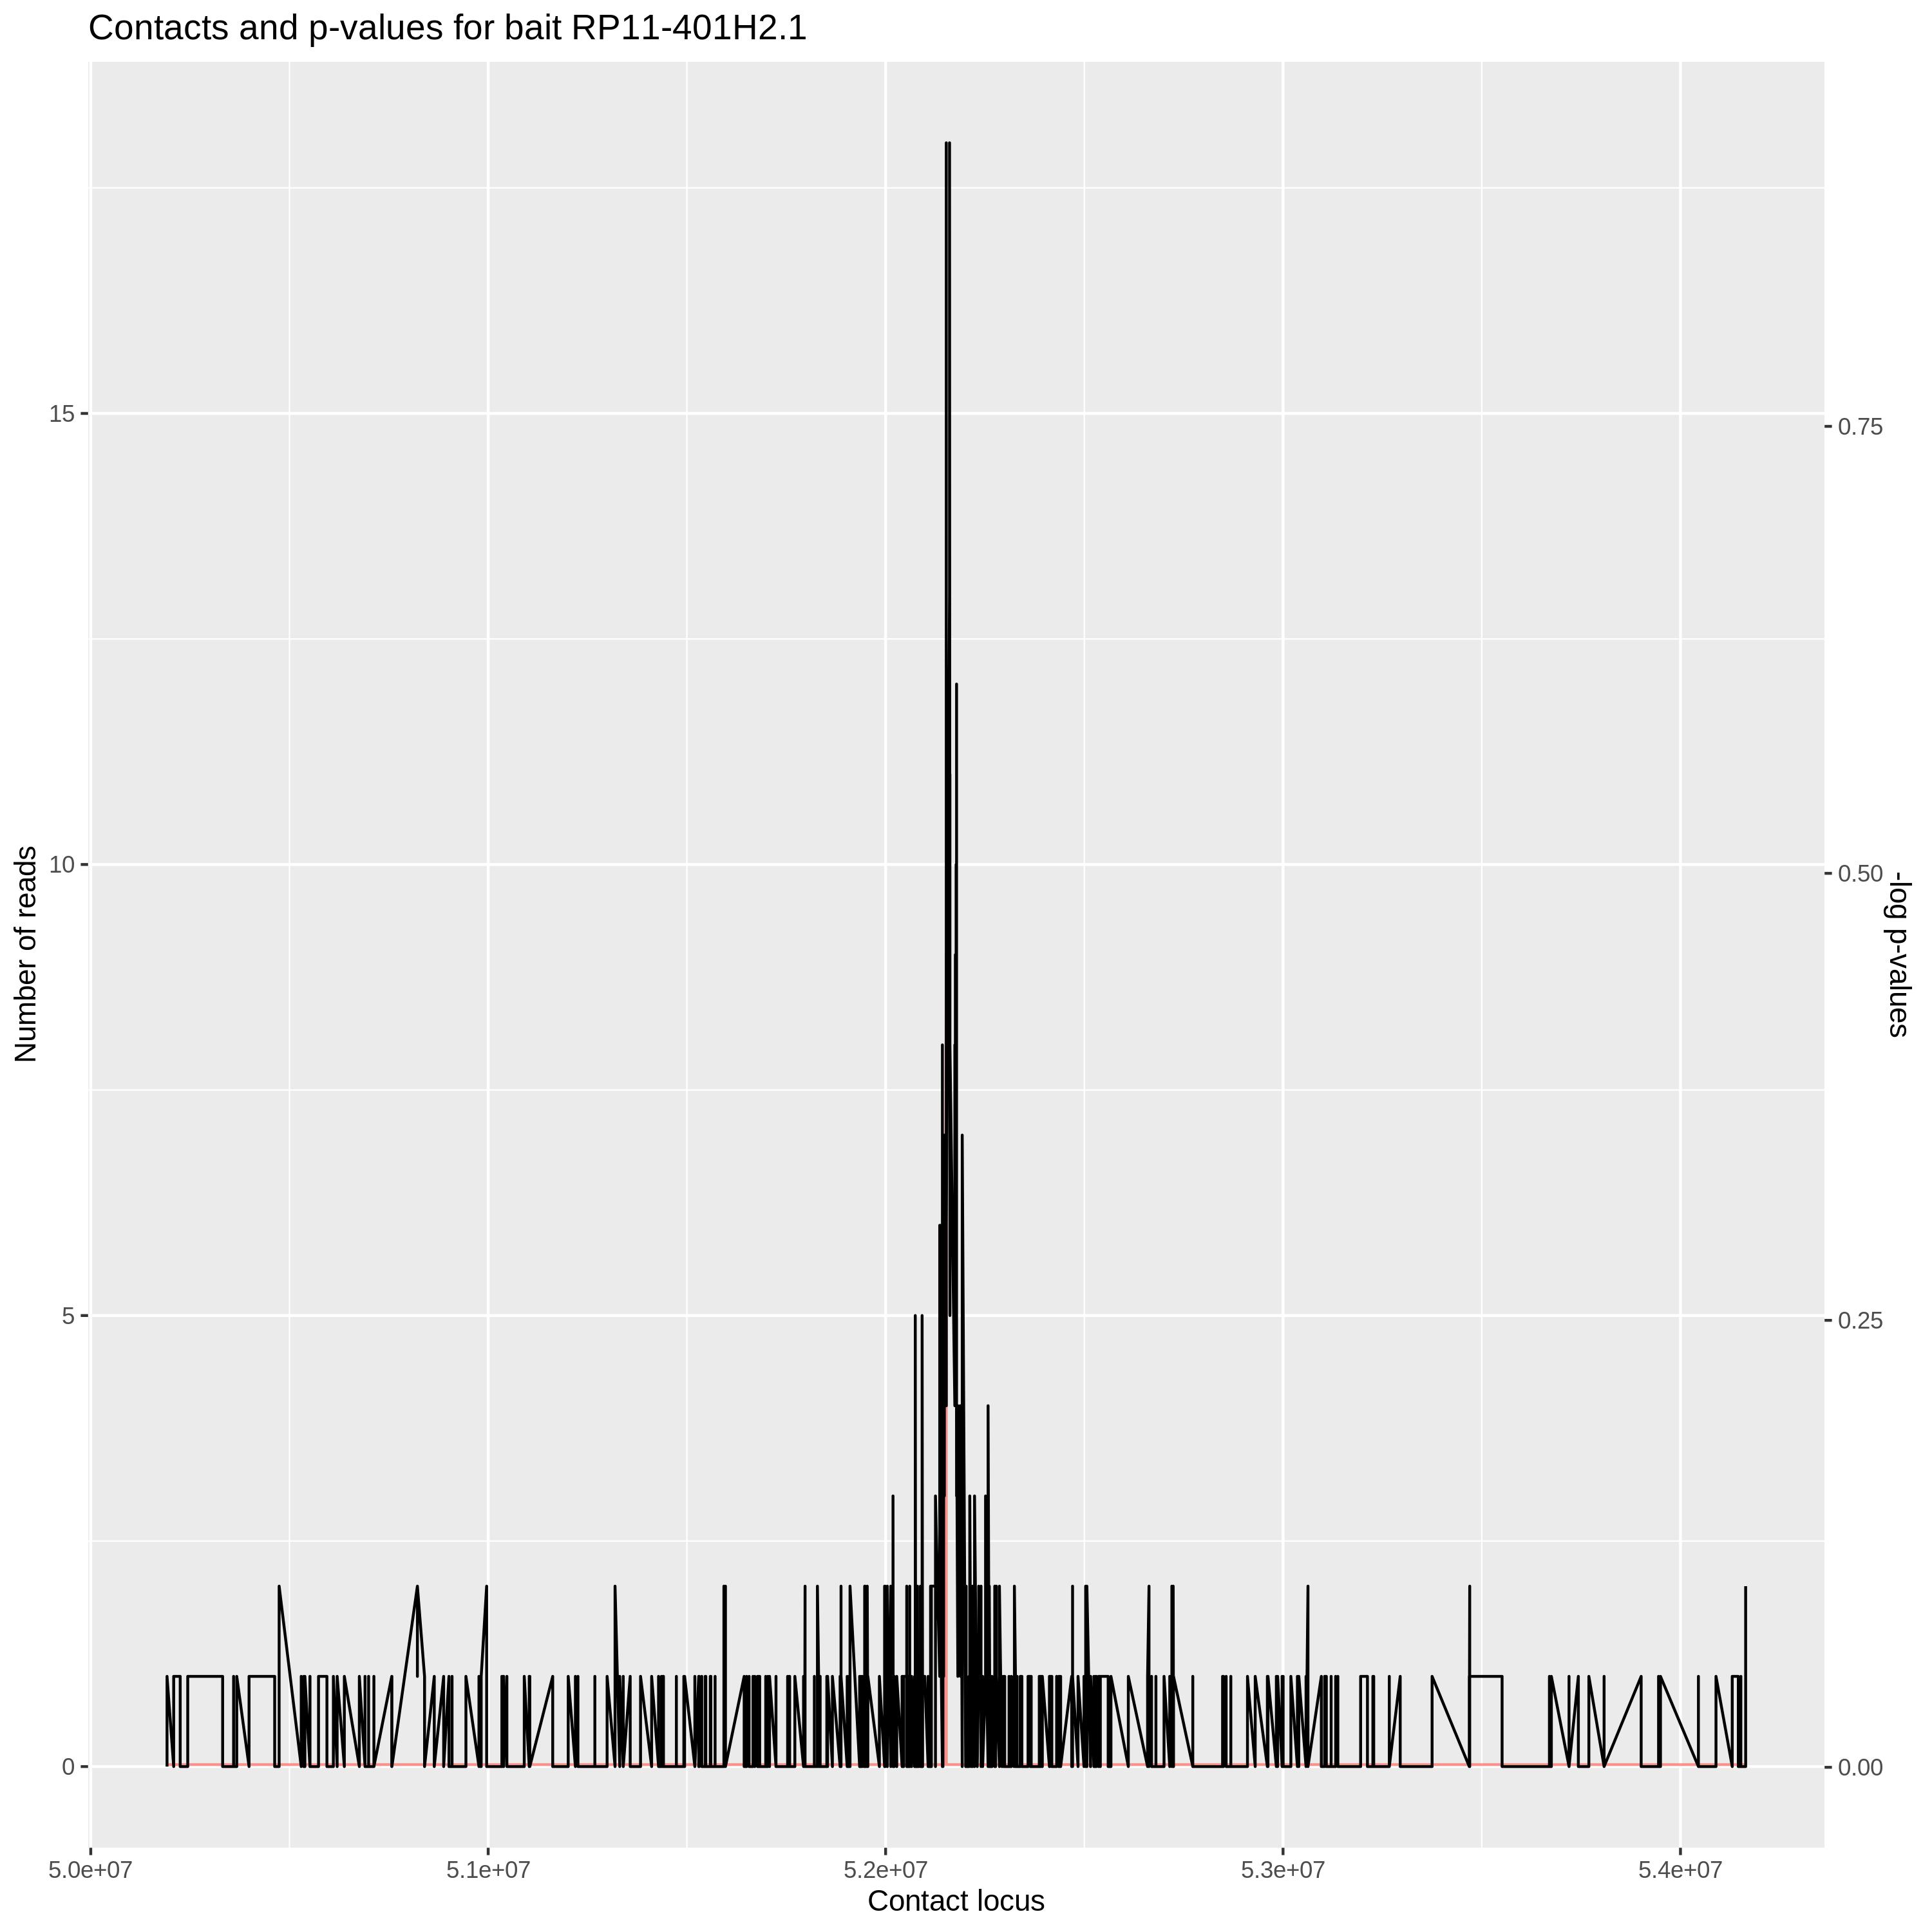 Contacts and p-values for bait RP11-401H2.1
15
10
5
0
Number of reads
0.75
0.50
0.25
0.00
-log p-values
5.0e+07
5.1e+07
5.2e+07
5.3e+07
5.4e+07
Contact locus